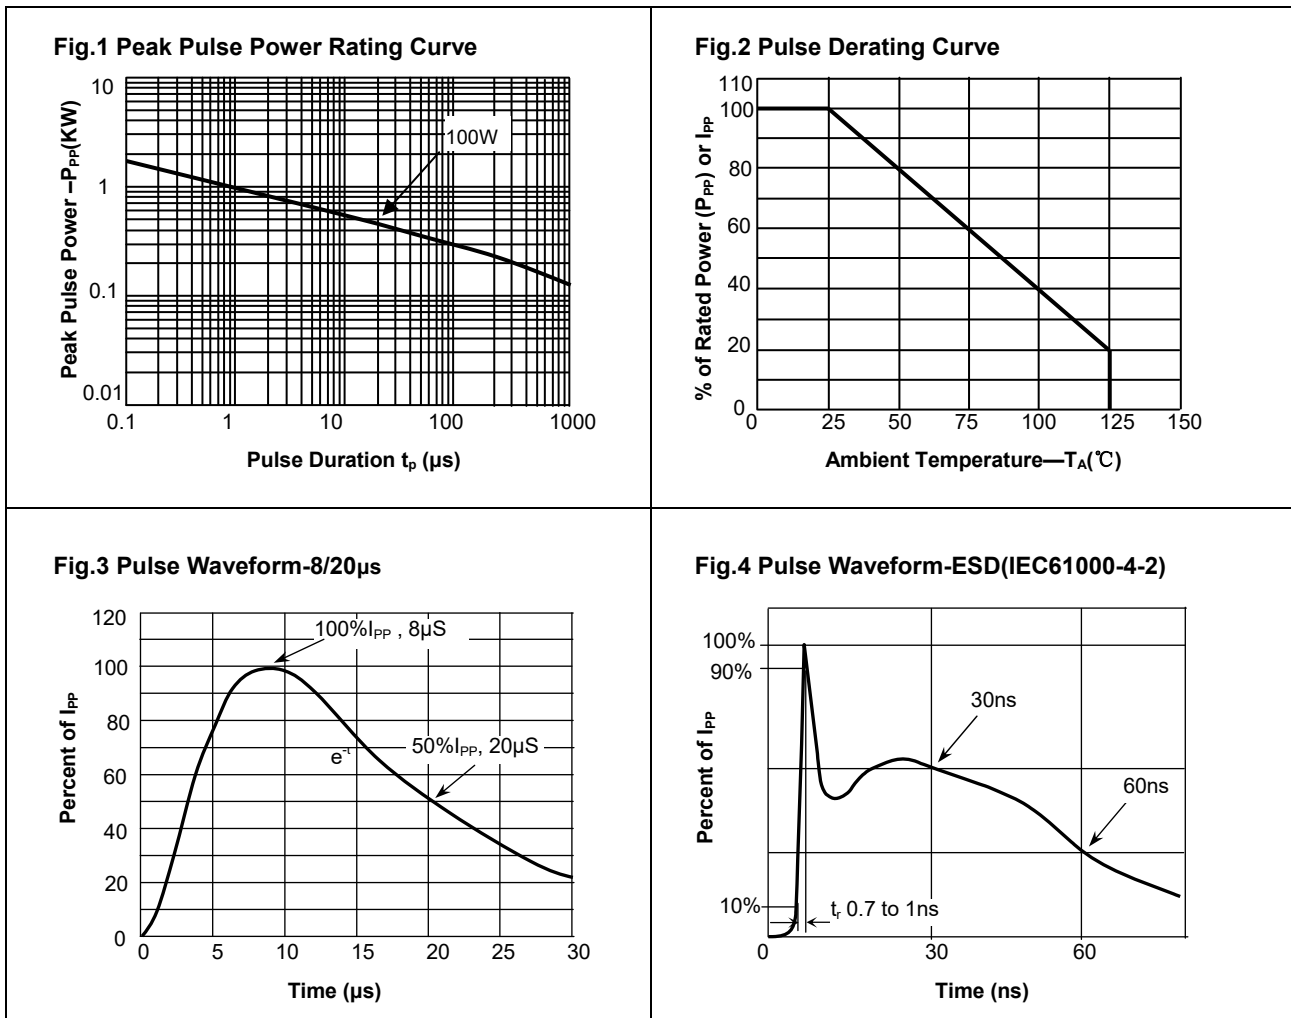 Fig.1 Peak Pulse Power Rating Curve
Peak Pulse Power –PPP(KW)
10
1
0.1
0.01
100W
0.1 1 10 100 1000
Pulse Duration tp (µs)
Fig.2 Pulse Derating Curve
% of Rated Power (PPP) or IPP
110
100
80
60
40
20
0
0 25 50 75 100 125 150
Ambient Temperature—TA(℃)
Fig.3 Pulse Waveform-8/20µs
Percent of IPP
120
100
80
60
40
20
0
100%IPP , 8µS
e-t
50%IPP, 20µS
0 5 10 15 20 25 30
Time (µs)
Fig.4 Pulse Waveform-ESD(IEC61000-4-2)
Percent of IPP
100%
90%
10%
30ns
60ns
tr 0.7 to 1ns
0 30 60
Time (ns)